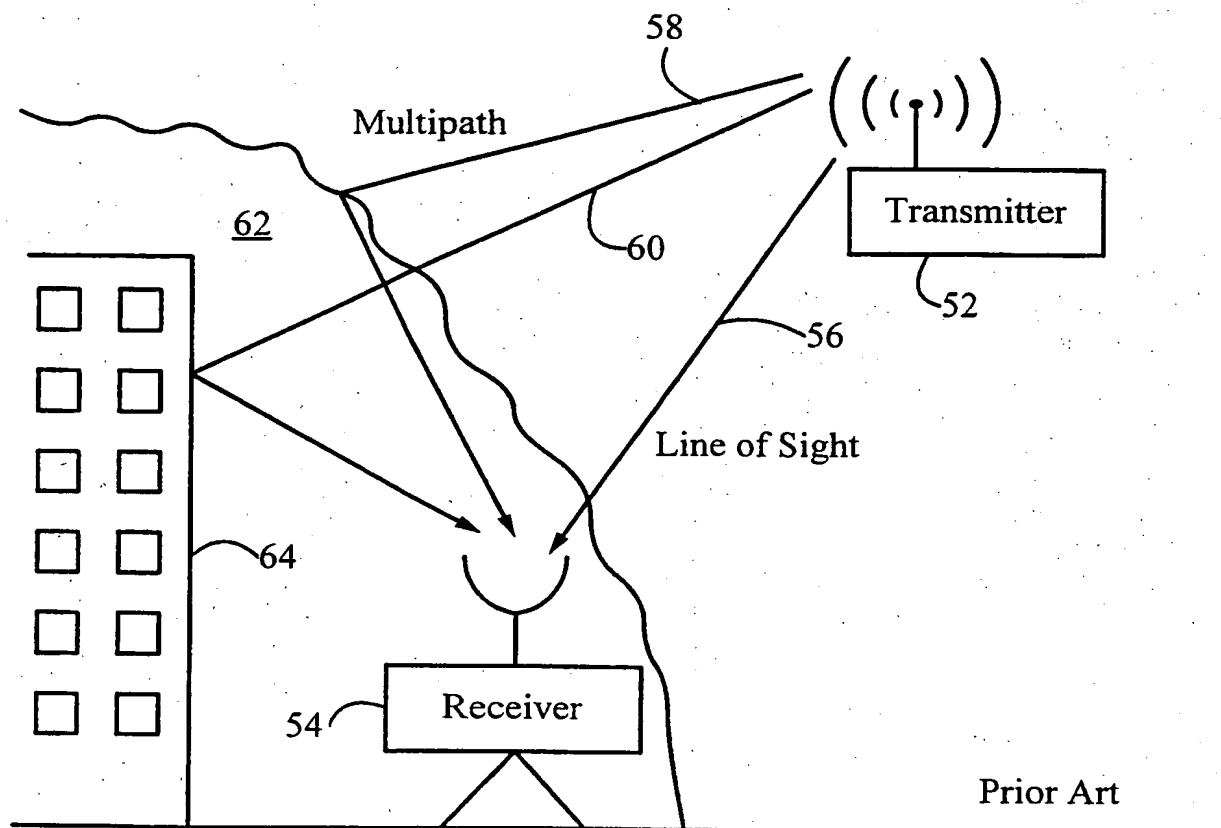 58
Multipath
Transmitter
62
60
52
56
Line of Sight
64
Receiver
54
Prior Art